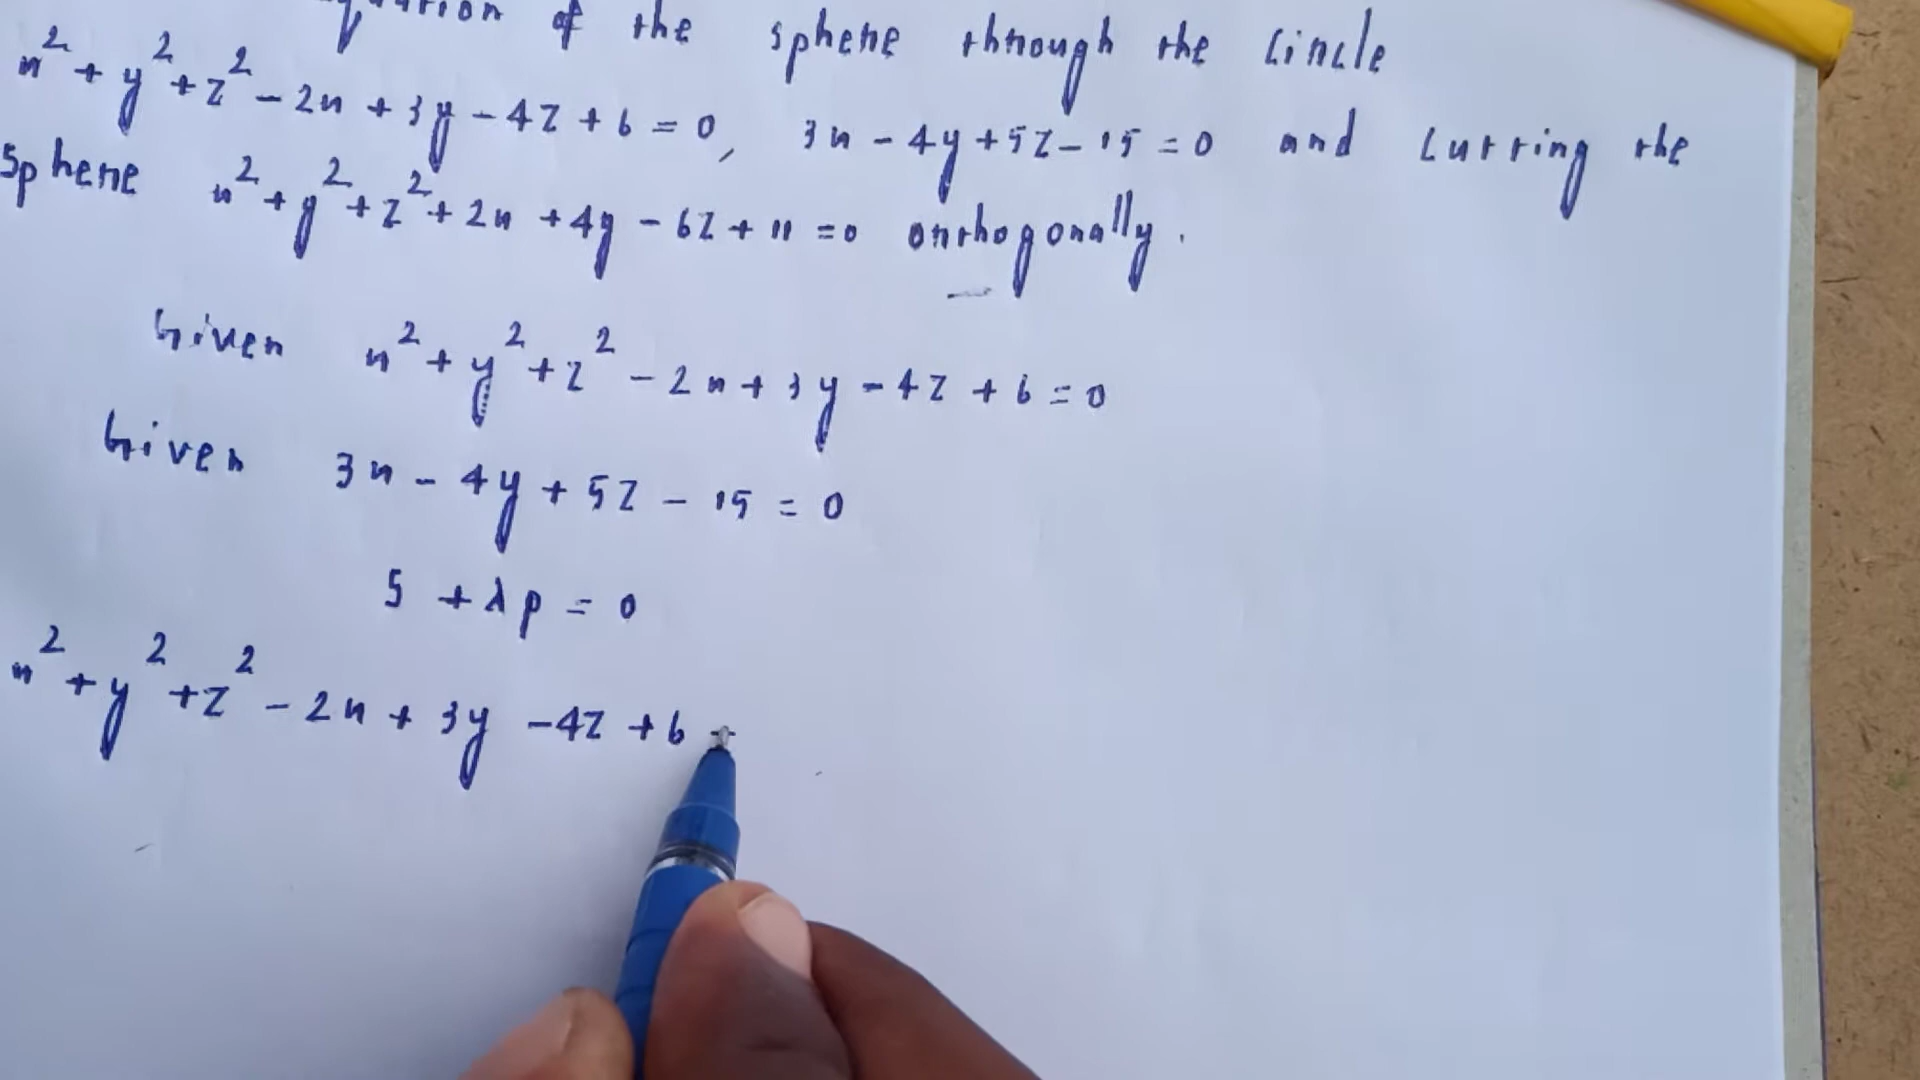 equation of the sphere through the circle
x² + y² + z² - 2x + 3y - 4z + 6 = 0, 3x - 4y + 5z - 15 = 0 and cutting the
sphere x² + y² + z² + 2x + 4y - 6z + 11 = 0 orthogonally.
Given x² + y² + z² - 2x + 3y - 4z + 6 = 0
Given 3x - 4y + 5z - 15 = 0
S + λp = 0
x² + y² + z² - 2x + 3y - 4z + 6 +